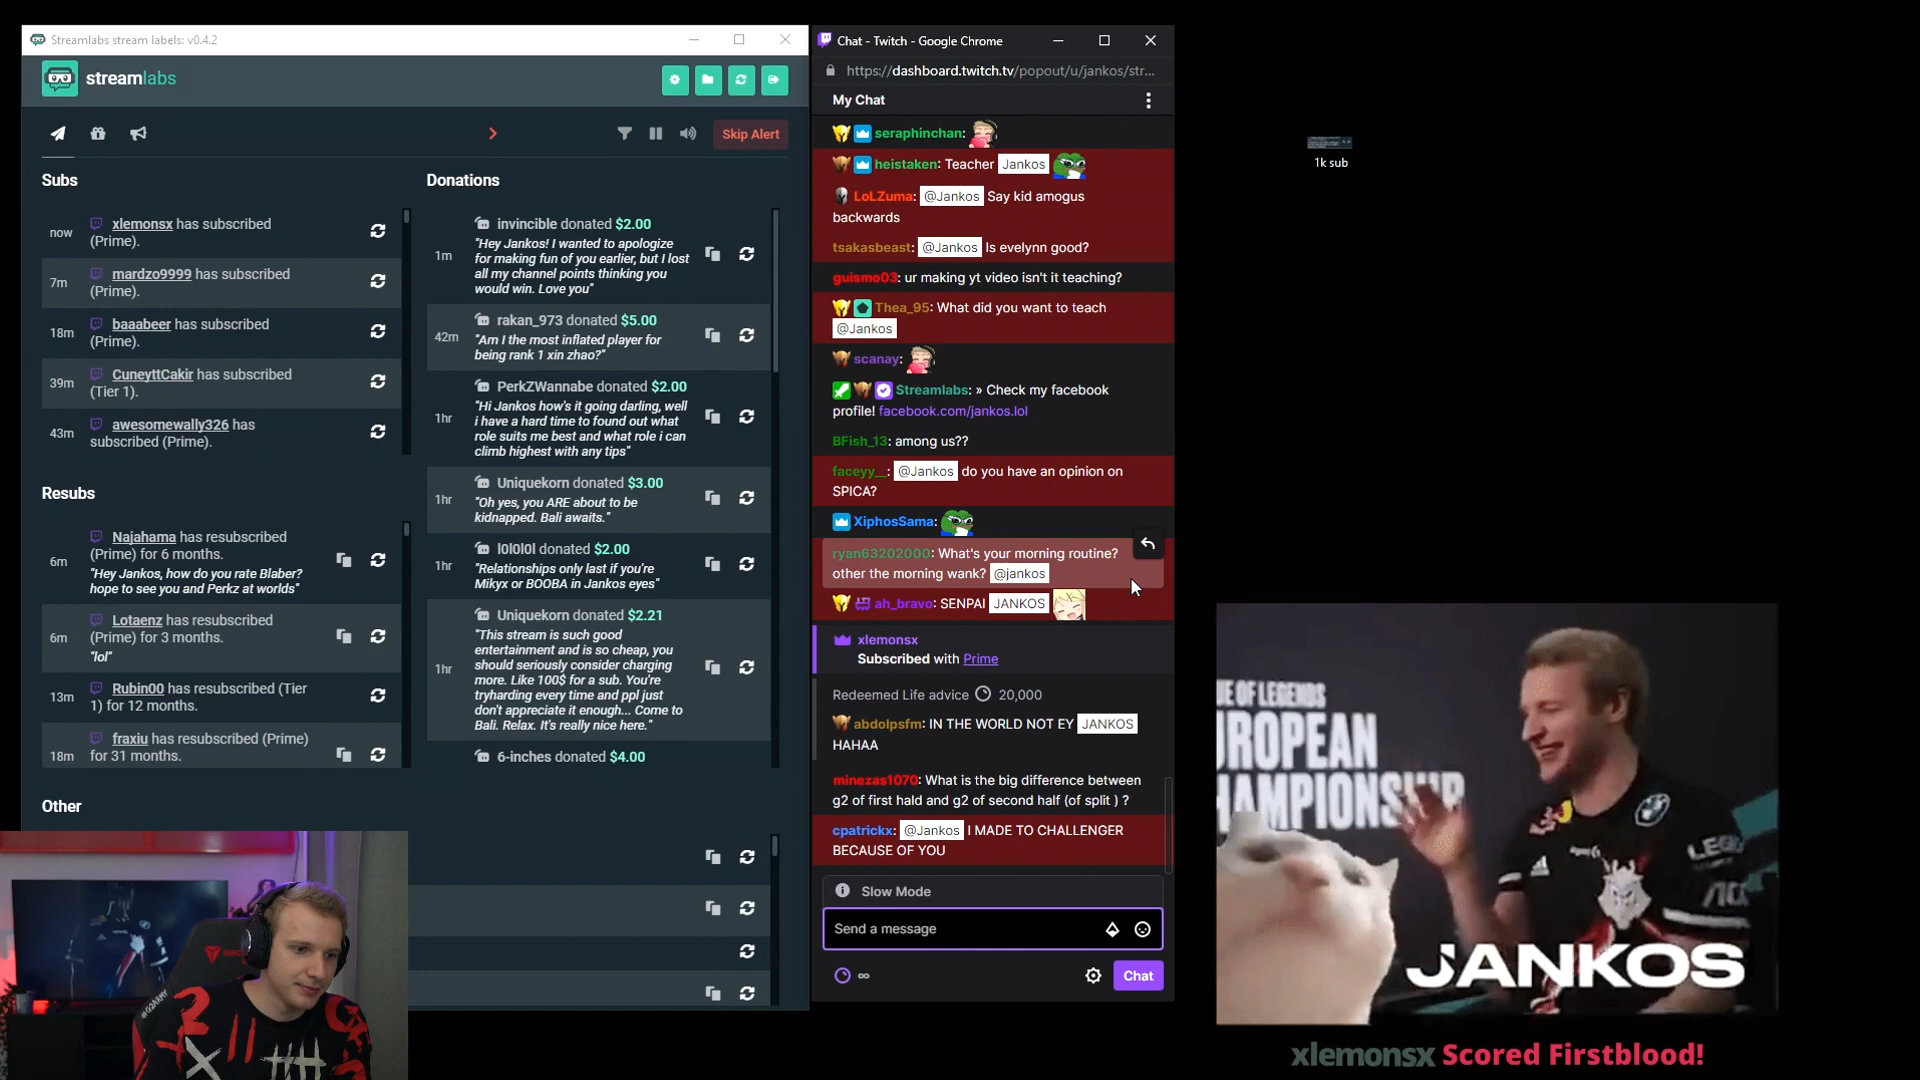 Streamlabs stream labels: v0.4.2
streamlabs
Skip Alert
Subs
now
xlemonsx has subscribed
(Prime).
7m
mardzo9999 has subscribed
(Prime).
18m
baaabeer has subscribed
(Prime).
39m
CuneyttCakir has subscribed
(Tier 1).
43m
awesomewally326 has
subscribed (Prime).
Resubs
6m
Najahama has resubscribed
(Prime) for 6 months.
"Hey Jankos, how do you rate Blaber?
hope to see you and Perkz at worlds"
6m
Lotaenz has resubscribed
(Prime) for 3 months.
"lol"
13m
Rubin00 has resubscribed (Tier
1) for 12 months.
18m
fraxiu has resubscribed (Prime)
for 31 months.
Other
Donations
1m
invincible donated $2.00
"Hey Jankos! I wanted to apologize
for making fun of you earlier, but I lost
all my channel points thinking you
would win. Love you"
42m
rakan_973 donated $5.00
"Am I the most inflated player for
being rank 1 xin zhao?"
1hr
PerkZWannabe donated $2.00
"Hi Jankos how's it going darling, well
i have a hard time to found out what
role suits me best and what role i can
climb highest with any tips"
1hr
Uniquekorn donated $3.00
"Oh yes, you ARE about to be
kidnapped. Bali awaits."
1hr
l0l0l0l donated $2.00
"Relationships only last if you're
Mikyx or BOOBA in Jankos eyes"
1hr
Uniquekorn donated $2.21
"This stream is such good
entertainment and is so cheap, you
should seriously consider charging
more. Like 100$ for a sub. You're
tryharding every time and ppl just
don't appreciate it enough... Come to
Bali. Relax. It's really nice here."
6-inches donated $4.00
Chat - Twitch - Google Chrome
https://dashboard.twitch.tv/popout/u/jankos/str...
My Chat
seraphinchan:
heistaken: Teacher Jankos
LoLZuma: @Jankos Say kid amogus
backwards
tsakasbeast: @Jankos Is evelynn good?
guismo03: ur making yt video isn't it teaching?
Thea_95: What did you want to teach
@Jankos
scanay:
Streamlabs: » Check my facebook
profile! facebook.com/jankos.lol
BFish_13: among us??
faceyy__: @Jankos do you have an opinion on
SPICA?
XiphosSama:
ryan63202000: What's your morning routine?
other the morning wank? @jankos
ah_bravo: SENPAI JANKOS
xlemonsx
Subscribed with Prime
Redeemed Life advice 20,000
abdolpsfm: IN THE WORLD NOT EY JANKOS
HAHAA
minezas1070: What is the big difference between
g2 of first hald and g2 of second half (of split ) ?
cpatrickx: @Jankos I MADE TO CHALLENGER
BECAUSE OF YOU
Slow Mode
Send a message
∞
Chat
1k sub
UE OF LEGENDS
UROPEAN
HAMPIONSHIP
JANKOS
xlemonsx Scored Firstblood!